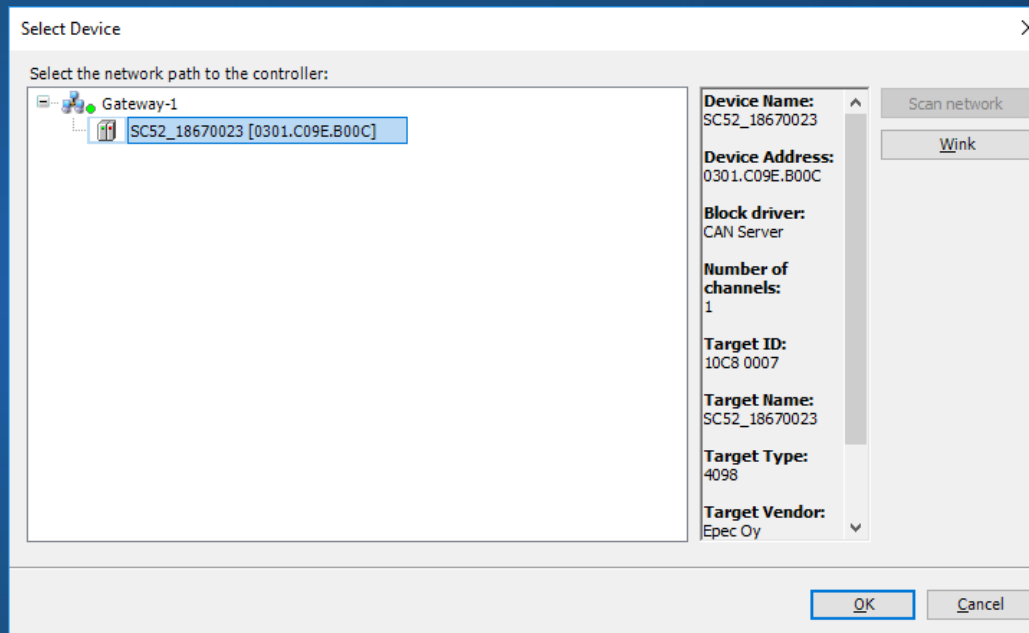 Select Device
Select the network path to the controller:
Gateway-1
SC52_18670023 [0301.C09E.B00C]
Device Name:
SC52_18670023
Device Address:
0301.C09E.B00C
Block driver:
CAN Server
Number of
channels:
1
Target ID:
10C8 0007
Target Name:
SC52_18670023
Target Type:
4098
Target Vendor:
Epec Oy
Scan network
Wink
OK
Cancel